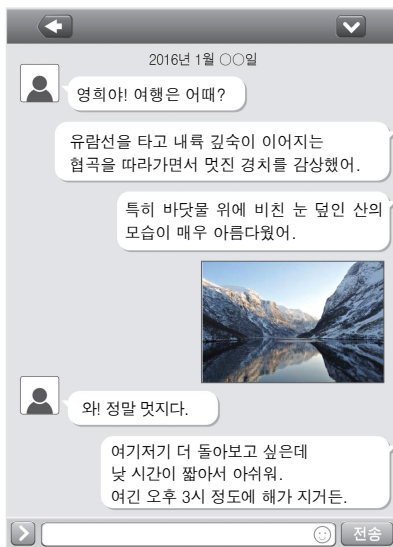 2016년 1월 ○○일
영희야! 여행은 어때?
유람선을 타고 내륙 깊숙이 이어지는
협곡을 따라가면서 멋진 경치를 감상했어.
특히 바닷물 위에 비친 눈 덮인 산의
모습이 매우 아름다웠어.
와! 정말 멋지다.
여기저기 더 돌아보고 싶은데
낮 시간이 짧아서 아쉬워.
여긴 오후 3시 정도에 해가 지거든.
전송